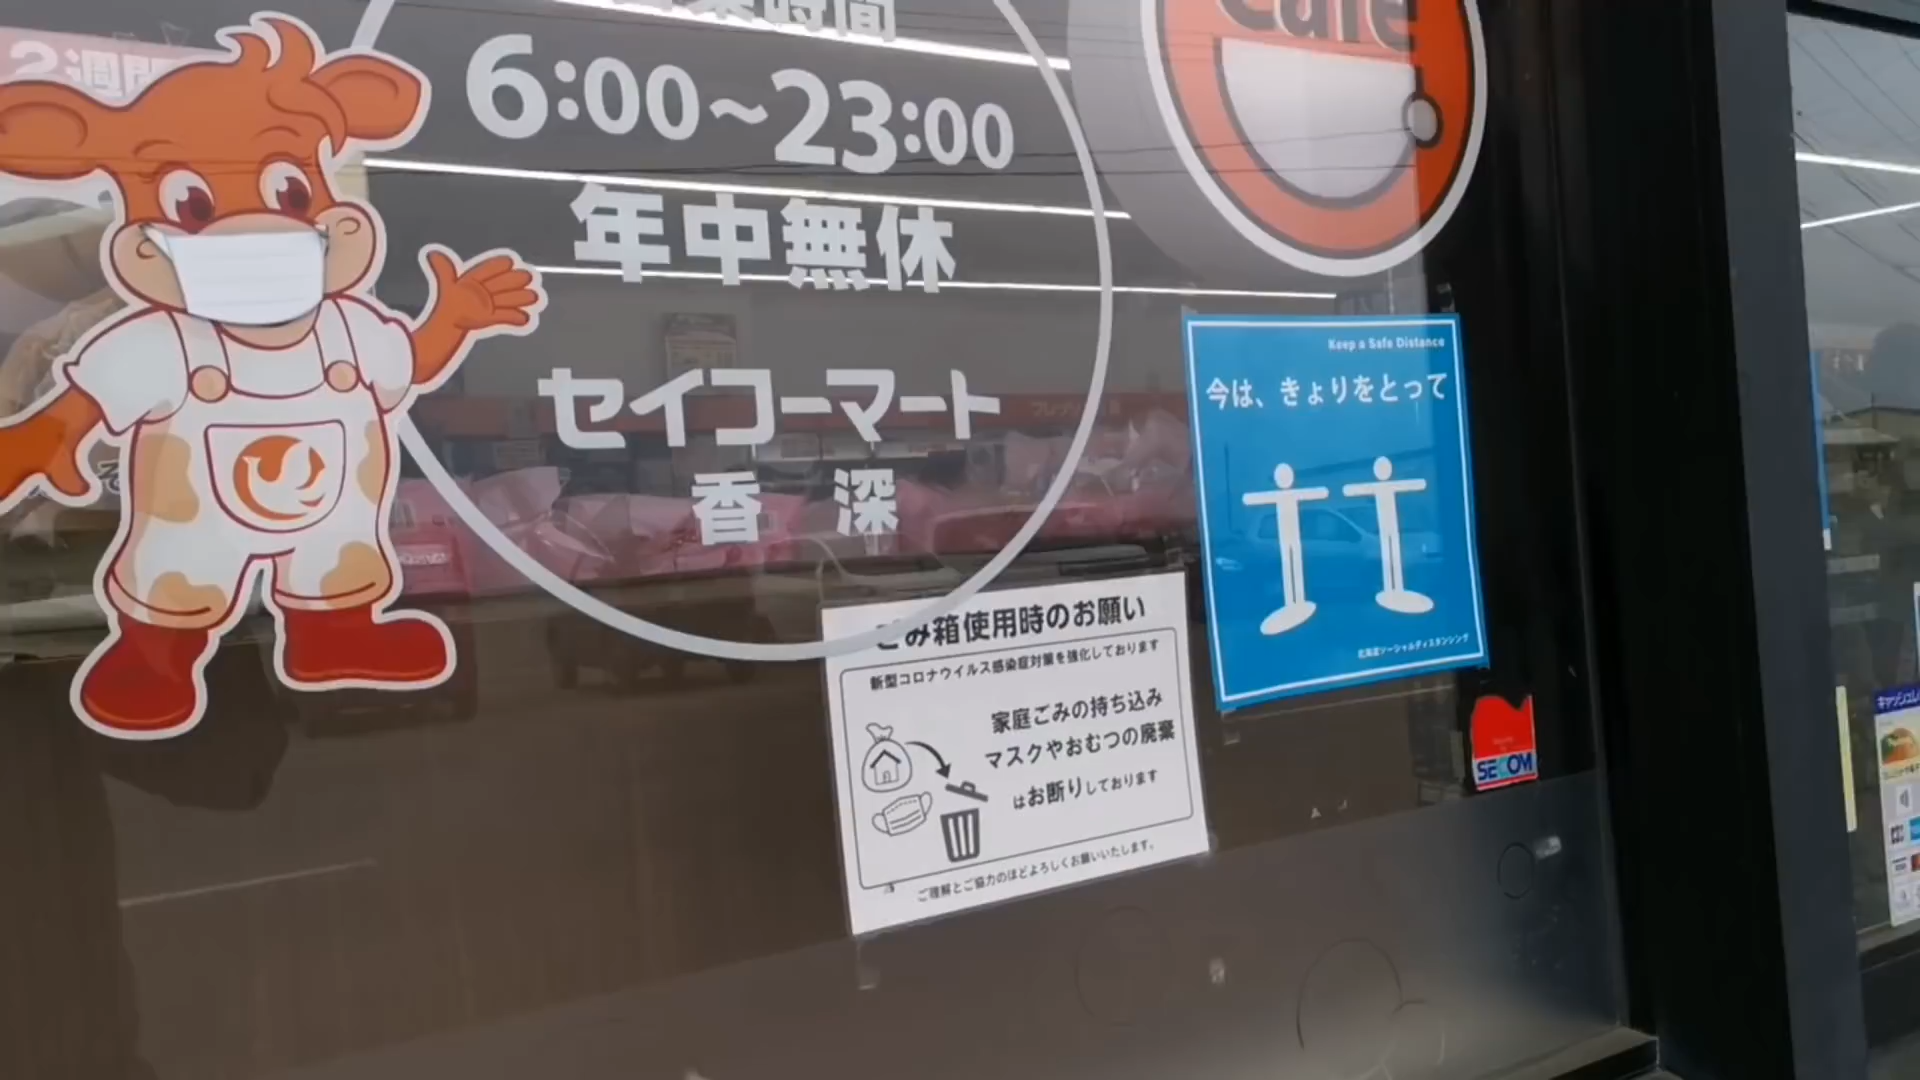 2週間
営業時間
6:00~23:00
年中無休
セイコーマート
香 深
Cafe
Keep a Safe Distance
今は、きょりをとって
北海道ソーシャルディスタンシング
ごみ箱使用時のお願い
新型コロナウイルス感染症対策を強化しております
家庭ごみの持ち込み
マスクやおむつの廃棄
はお断りしております
ご理解とご協力のほどよろしくお願いいたします。
SECOM